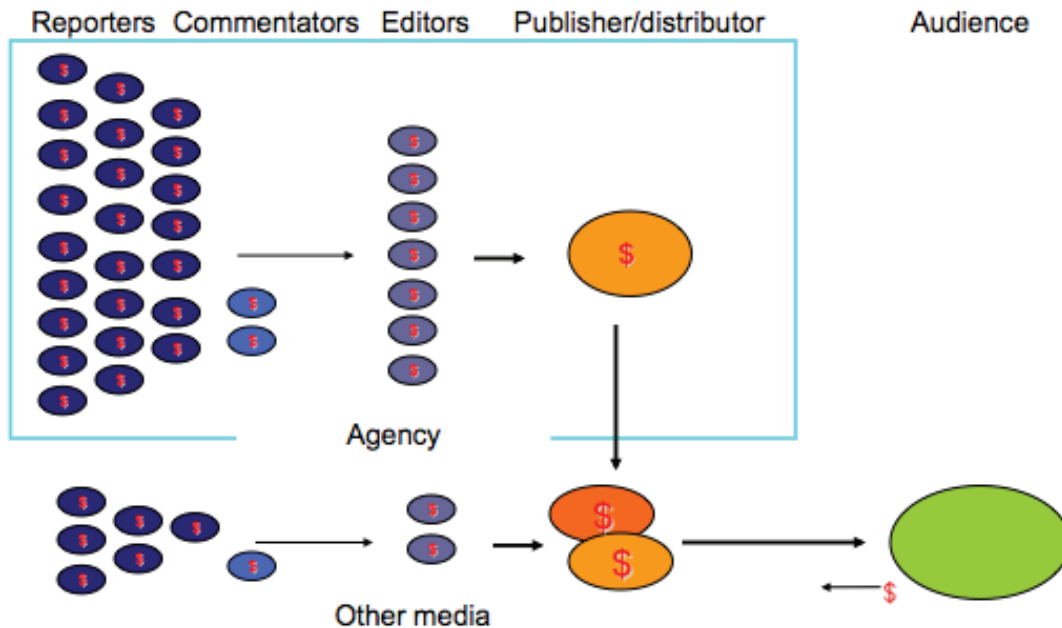 Reporters Commentators Editors Publisher/distributor Audience
$ $ $ $ $ $ $ $ $
$ $ $ $ $ $ $ $
$ $ $ $ $ $ $
$ $
$ $ $ $ $ $ $
$
Agency
$ $ $
$ $
$
$
$ $
$
$
$
Other media